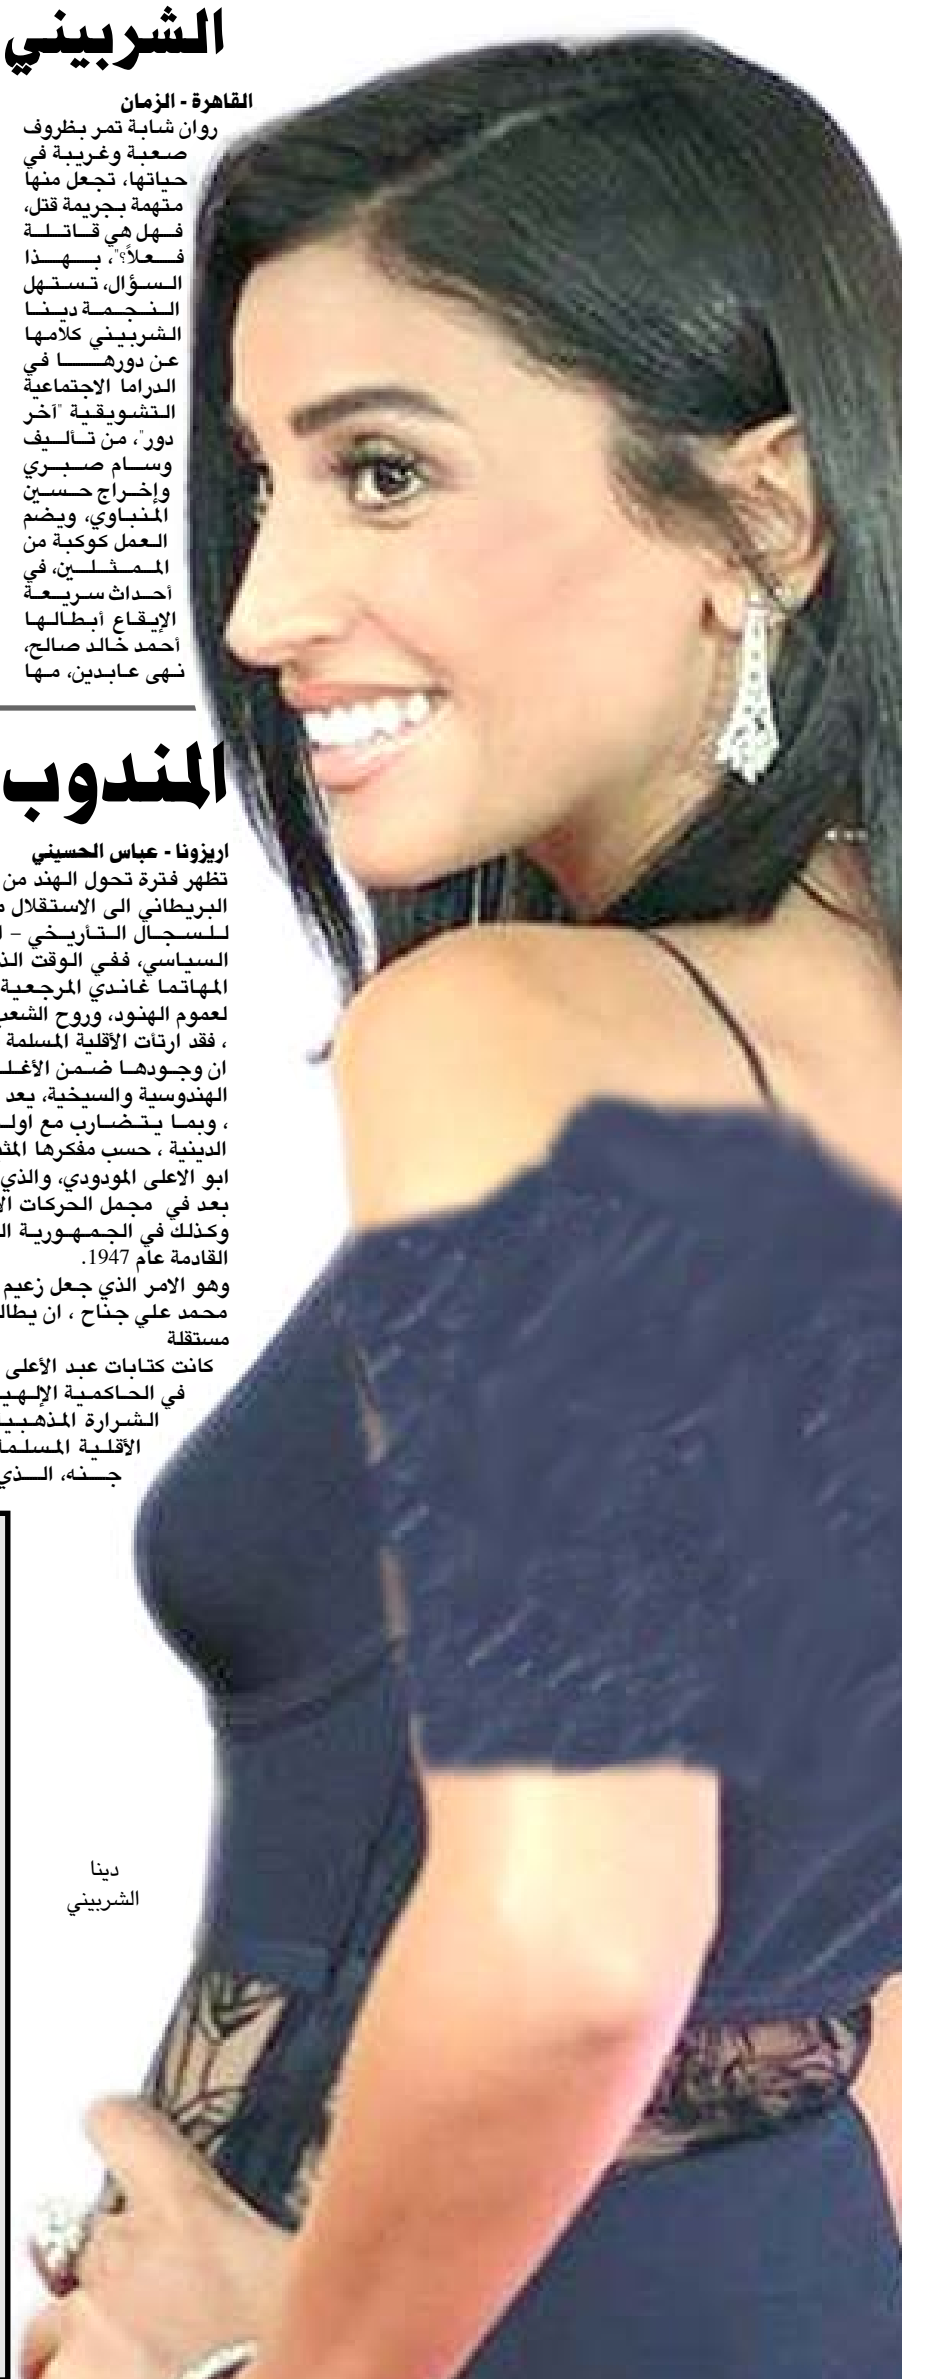 الشربيني
القاهرة - الزمان
روان شابة تمر بظروف
صعبة وغريبة في
حياتها، تجعل منها
متهمة بجريمة قتل،
فهل هي قاتلة
فعلاً؟"، بهذا
السؤال، تستهل
النجمة دينا
الشربيني كلامها
عن دورها في
الدراما الاجتماعية
التشويقية "آخر
دور"، من تأليف
وسام صبري
وإخراج حسين
المنباوي، ويضم
العمل كوكبة من
الممثلين، في
أحداث سريعة
الإيقاع أبطالها
أحمد خالد صالح،
نهى عابدين، مها
المندوب
اريزونا - عباس الحسيني
تظهر فترة تحول الهند من
البريطاني الى الاستقلال
للسجال التأريخي –
السياسي، ففي الوقت
المهاتما غاندي المرجعية
لعموم الهنود، وروح
، فقد ارتأت الأقلية المسلمة
ان وجودها ضمن
الهندوسية والسيخية، يعد
، وبما يتضارب مع
الدينية ، حسب مفكرها
ابو الاعلى المودودي، والذي
بعد في مجمل الحركات
وكذلك في الجمهورية
القادمة عام 1947.
وهو الامر الذي جعل زعيم
محمد علي جناح ، ان
مستقلة
كانت كتابات عبد الأعلى
في الحاكمية
الشرارة
الأقلية
جنه، الذي
دينا
الشربيني